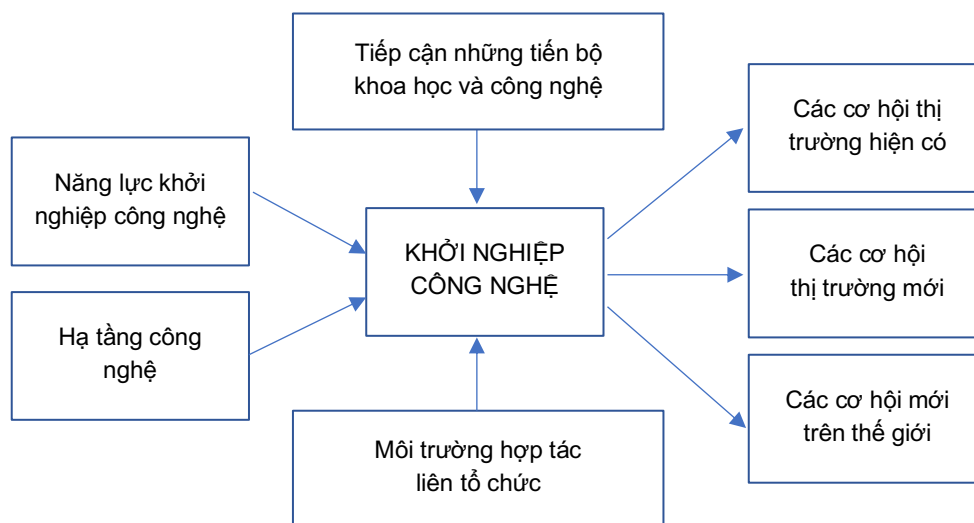 Tiếp cận những tiến bộ
khoa học và công nghệ
Năng lực khởi
nghiệp công nghệ
Hạ tầng công
nghệ
KHỞI NGHIỆP
CÔNG NGHỆ
Môi trường hợp tác
liên tổ chức
Các cơ hội thị
trường hiện có
Các cơ hội
thị trường mới
Các cơ hội mới
trên thế giới